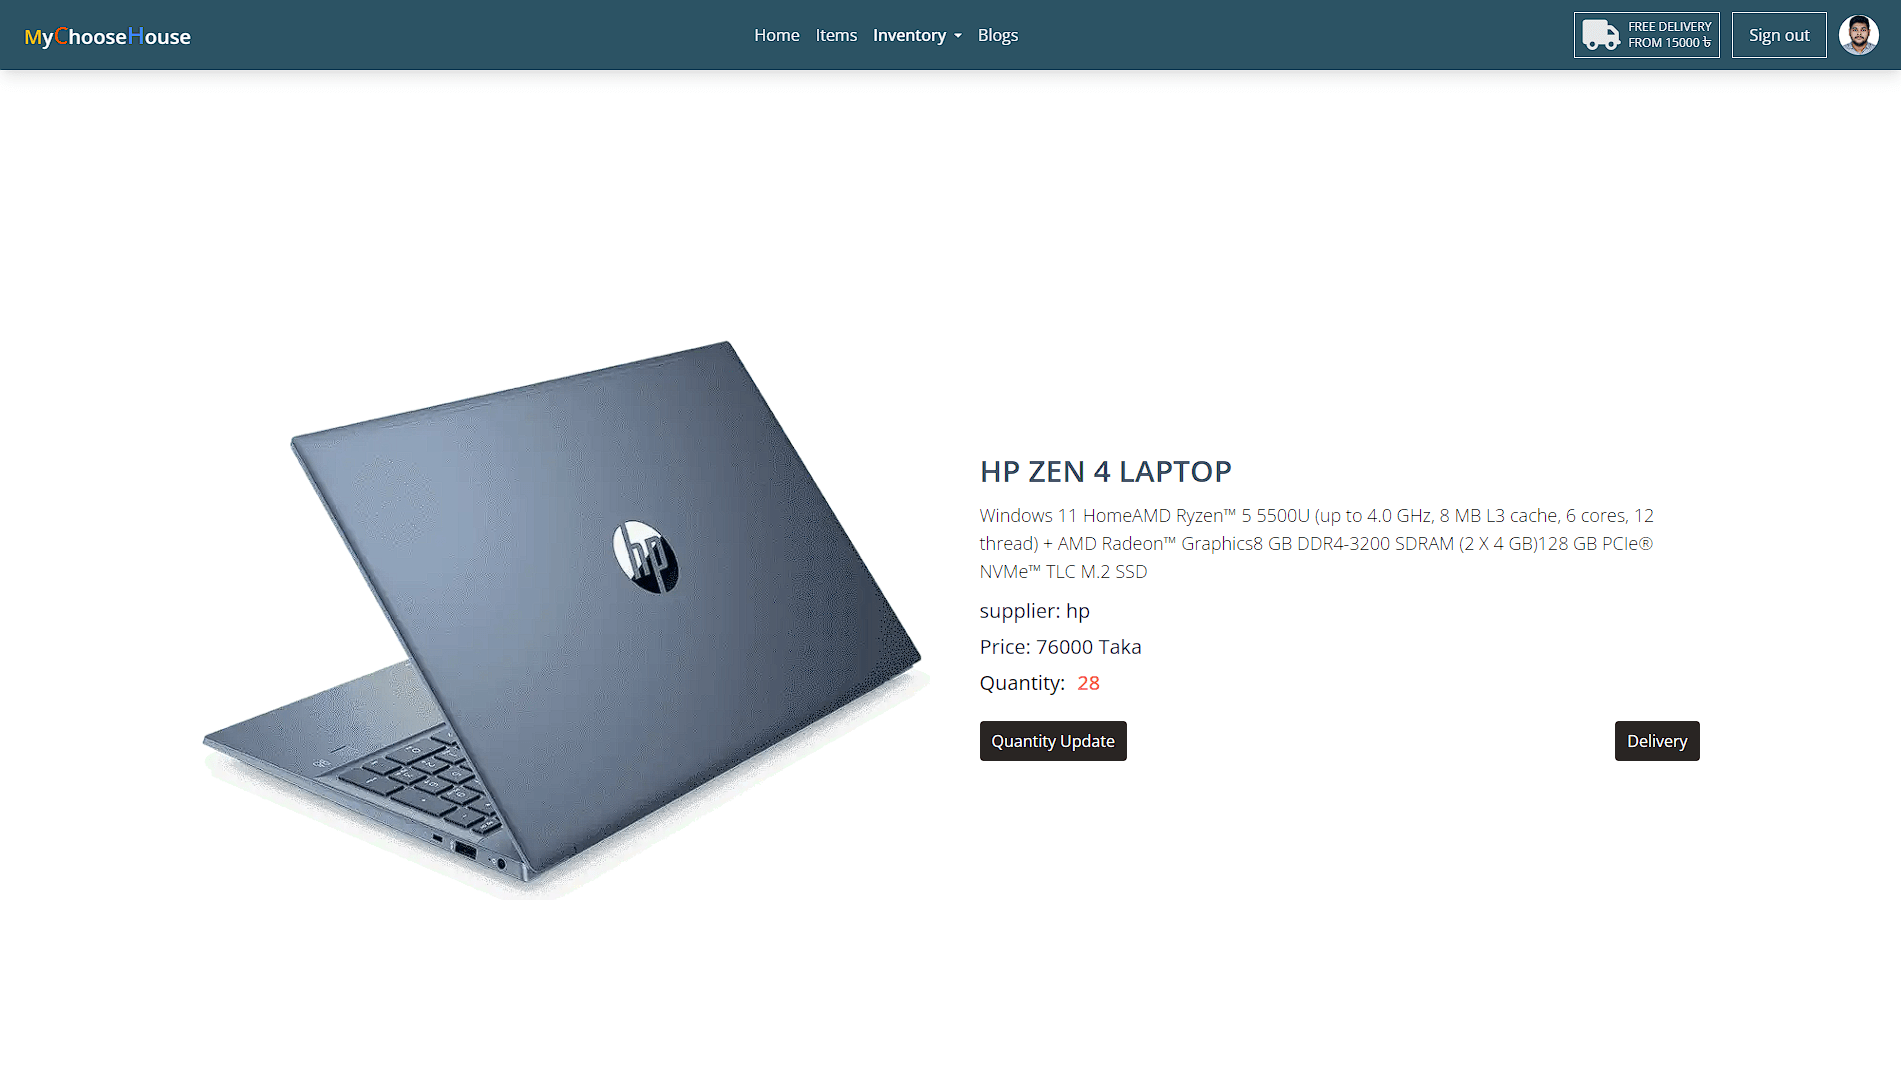 MyChooseHouse
Home Items Inventory Blogs
FREE DELIVERY
FROM 15000 ৳
Sign out
hp
HP ZEN 4 LAPTOP
Windows 11 HomeAMD Ryzen™ 5 5500U (up to 4.0 GHz, 8 MB L3 cache, 6 cores, 12
thread) + AMD Radeon™ Graphics8 GB DDR4-3200 SDRAM (2 X 4 GB)128 GB PCIe®
NVMe™ TLC M.2 SSD
supplier: hp
Price: 76000 Taka
Quantity: 28
Quantity Update
Delivery